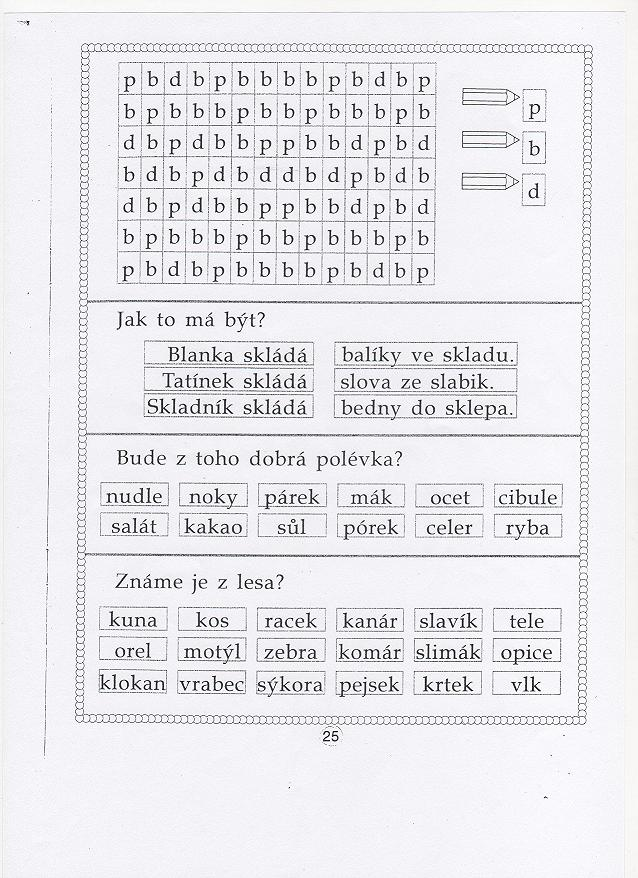 p b d b p b b b b p b d b p
b p b b b p b b p b b b p b p
b
d b p d b b p p b b d p b d
b d b p d b d d b d p b d b
d
d b p d b b p p b b d p b d
b p b b b p b b p b b b p b
p b d b p b b b b p b d b p
Jak to má být?
Blanka skládá balíky ve skladu.
Tatínek skládá slova ze slabik.
Skladník skládá bedny do sklepa.
Bude z toho dobrá polévka?
nudle noky párek mák ocet cibule
salát kakao sůl pórek celer ryba
Známe je z lesa?
kuna kos racek kanár slavík tele
orel motýl zebra komár slimák opice
klokan vrabec sýkora pejsek krtek vlk
25